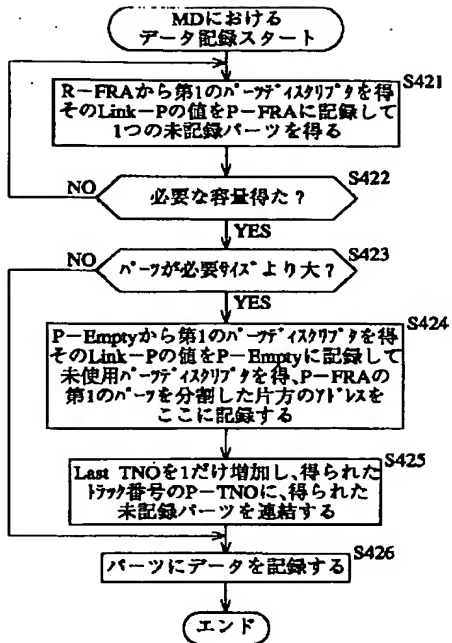 MDにおける
データ記録スタート
S421
R−FRAから第1のパーツディスクリプタを得
そのLink−Pの値をP−FRAに記録して
1つの未記録パーツを得る
S422
NO
必要な容量得た?
YES
S423
NO
パーツが必要サイズより大?
YES
S424
P−Emptyから第1のパーツディスクリプタを得
そのLink−Pの値をP−Emptyに記録して
未使用パーツディスクリプタを得、P−FRAの
第1のパーツを分割した片方のアドレスを
ここに記録する
S425
Last TNOを1だけ増加し、得られた
トラック番号のP−TNOに、得られた
未記録パーツを連結する
S426
パーツにデータを記録する
エンド